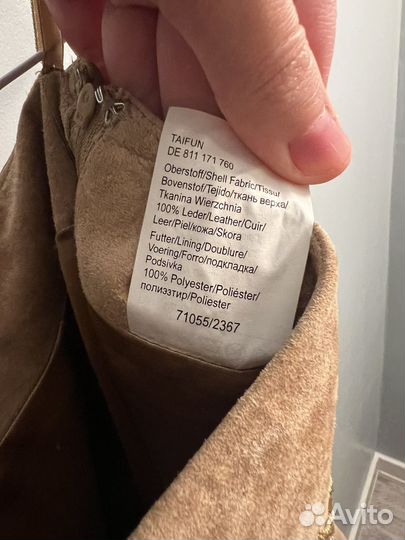 TAIFUN
DE 811 171 760
Oberstoff/Shell Fabric/Tissu/
Bovenstof/Tejido/ткань верха/
Tkanina Wierzchnia
100% Leder/Leather/Cuir/
Leer/Piel/кожа/Skora
Futter/Lining/Doublure/
Voering/Forro/подкладка/
Podsivka
100% Polyester/Poliéster/
полиэзтир/Poliester
71055/2367
Avito